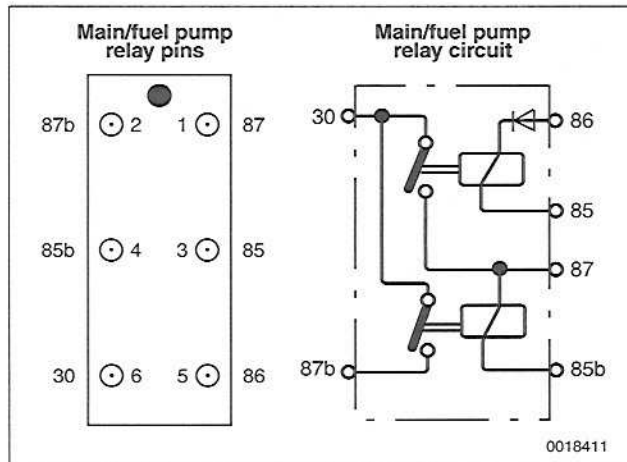 Main/fuel pump
relay pins
87b 2 1 87
85b 4 3 85
30 6 5 86
Main/fuel pump
relay circuit
30
86
85
87
87b
85b
0018411